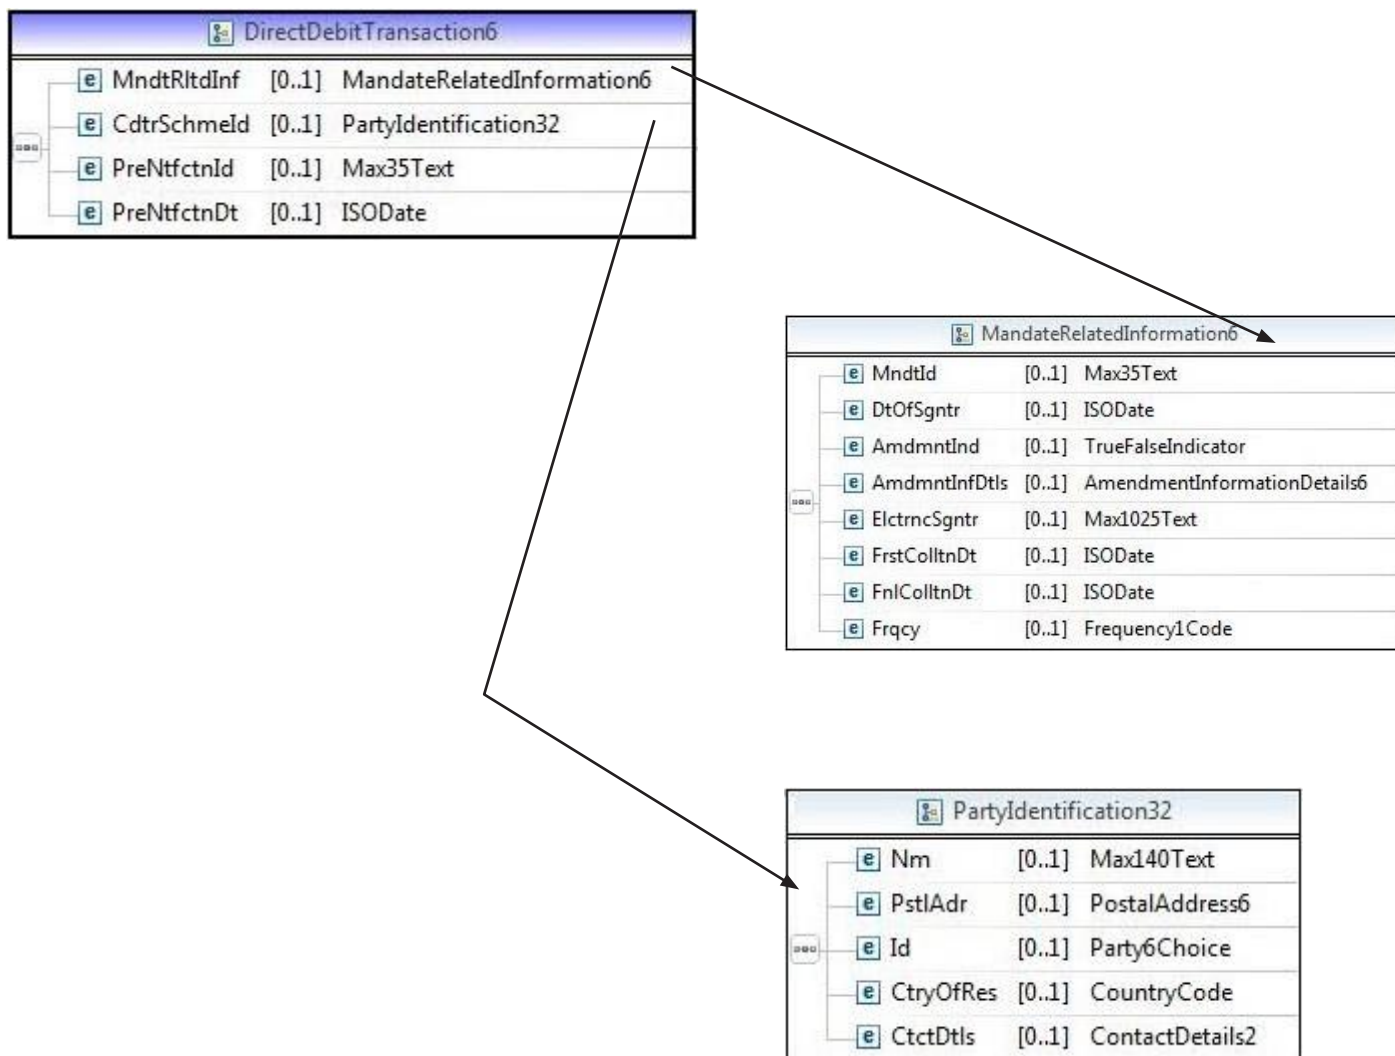 DirectDebitTransaction6
e MndtRltdInf [0..1] MandateRelatedInformation6
e CdtrSchmeId [0..1] PartyIdentification32
e PreNtfctnId [0..1] Max35Text
e PreNtfctnDt [0..1] ISODate
MandateRelatedInformation6
e MndtId [0..1] Max35Text
e DtOfSgntr [0..1] ISODate
e AmdmntInd [0..1] TrueFalseIndicator
e AmdmntInfDtls [0..1] AmendmentInformationDetails6
e ElctrncSgntr [0..1] Max1025Text
e FrstColltnDt [0..1] ISODate
e FnlColltnDt [0..1] ISODate
e Frqcy [0..1] Frequency1Code
PartyIdentification32
e Nm [0..1] Max140Text
e PstlAdr [0..1] PostalAddress6
e Id [0..1] Party6Choice
e CtryOfRes [0..1] CountryCode
e CtctDtls [0..1] ContactDetails2